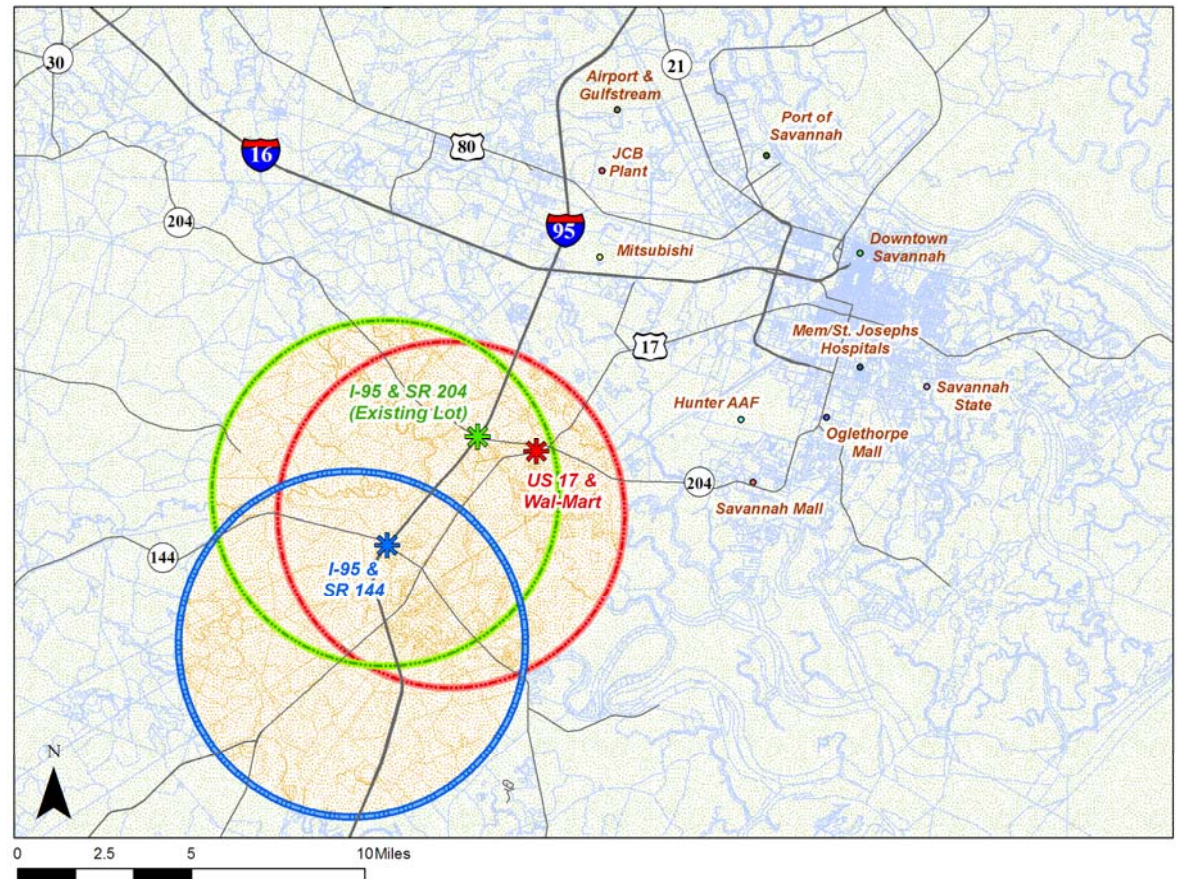 30
21
Airport &
Gulfstream
Port of
Savannah
80
16
JCB
Plant
204
95
Mitsubishi
Downtown
Savannah
17
Mem/St. Josephs
Hospitals
I-95 & SR 204
(Existing Lot)
Hunter AAF
Savannah
State
Oglethorpe
Mall
US 17 &
Wal-Mart
204
Savannah Mall
144
I-95 &
SR 144
N
0 2.5 5 10Miles